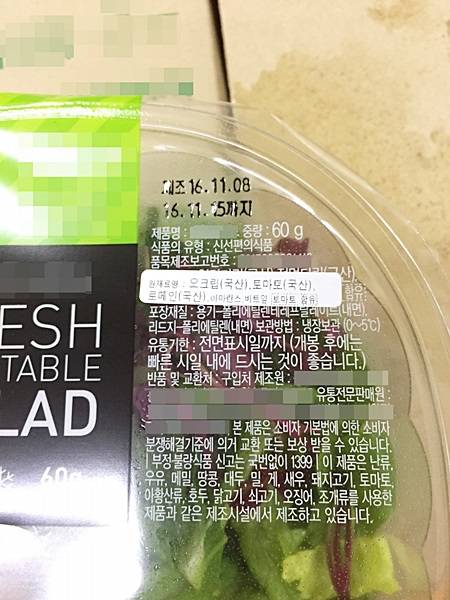 제조 16.11.08
16.11.15까지
제품명 : 중량 : 60 g
식품의 유형 : 신선편의식품
품목제조보고번호 :
원재료명 : 오크립(국산),토마토(국산),
로메인(국산),아마란스,비트잎 (토마토 함유)
포장재질 : 용기-폴리에틸렌테레프탈레이트(내면),
리드지-폴리에틸렌(내면) 보관방법 : 냉장보관 (0~5℃)
유통기한 : 전면표시일까지 (개봉 후에는
빠른 시일 내에 드시는 것이 좋습니다.)
반품 및 교환처 : 구입처 제조원 :
유통전문판매원 :
본 제품은 소비자 기본법에 의한 소비자
분쟁해결기준에 의거 교환 또는 보상 받을 수 있습니다.
부정·불량식품 신고는 국번없이 1399 | 이 제품은 난류,
우유, 메밀, 땅콩, 대두, 밀, 게, 새우, 돼지고기, 토마토,
아황산류, 호두, 닭고기, 쇠고기, 오징어, 조개류를 사용한
제품과 같은 제조시설에서 제조하고 있습니다.
ESH
TABLE
LAD
60g